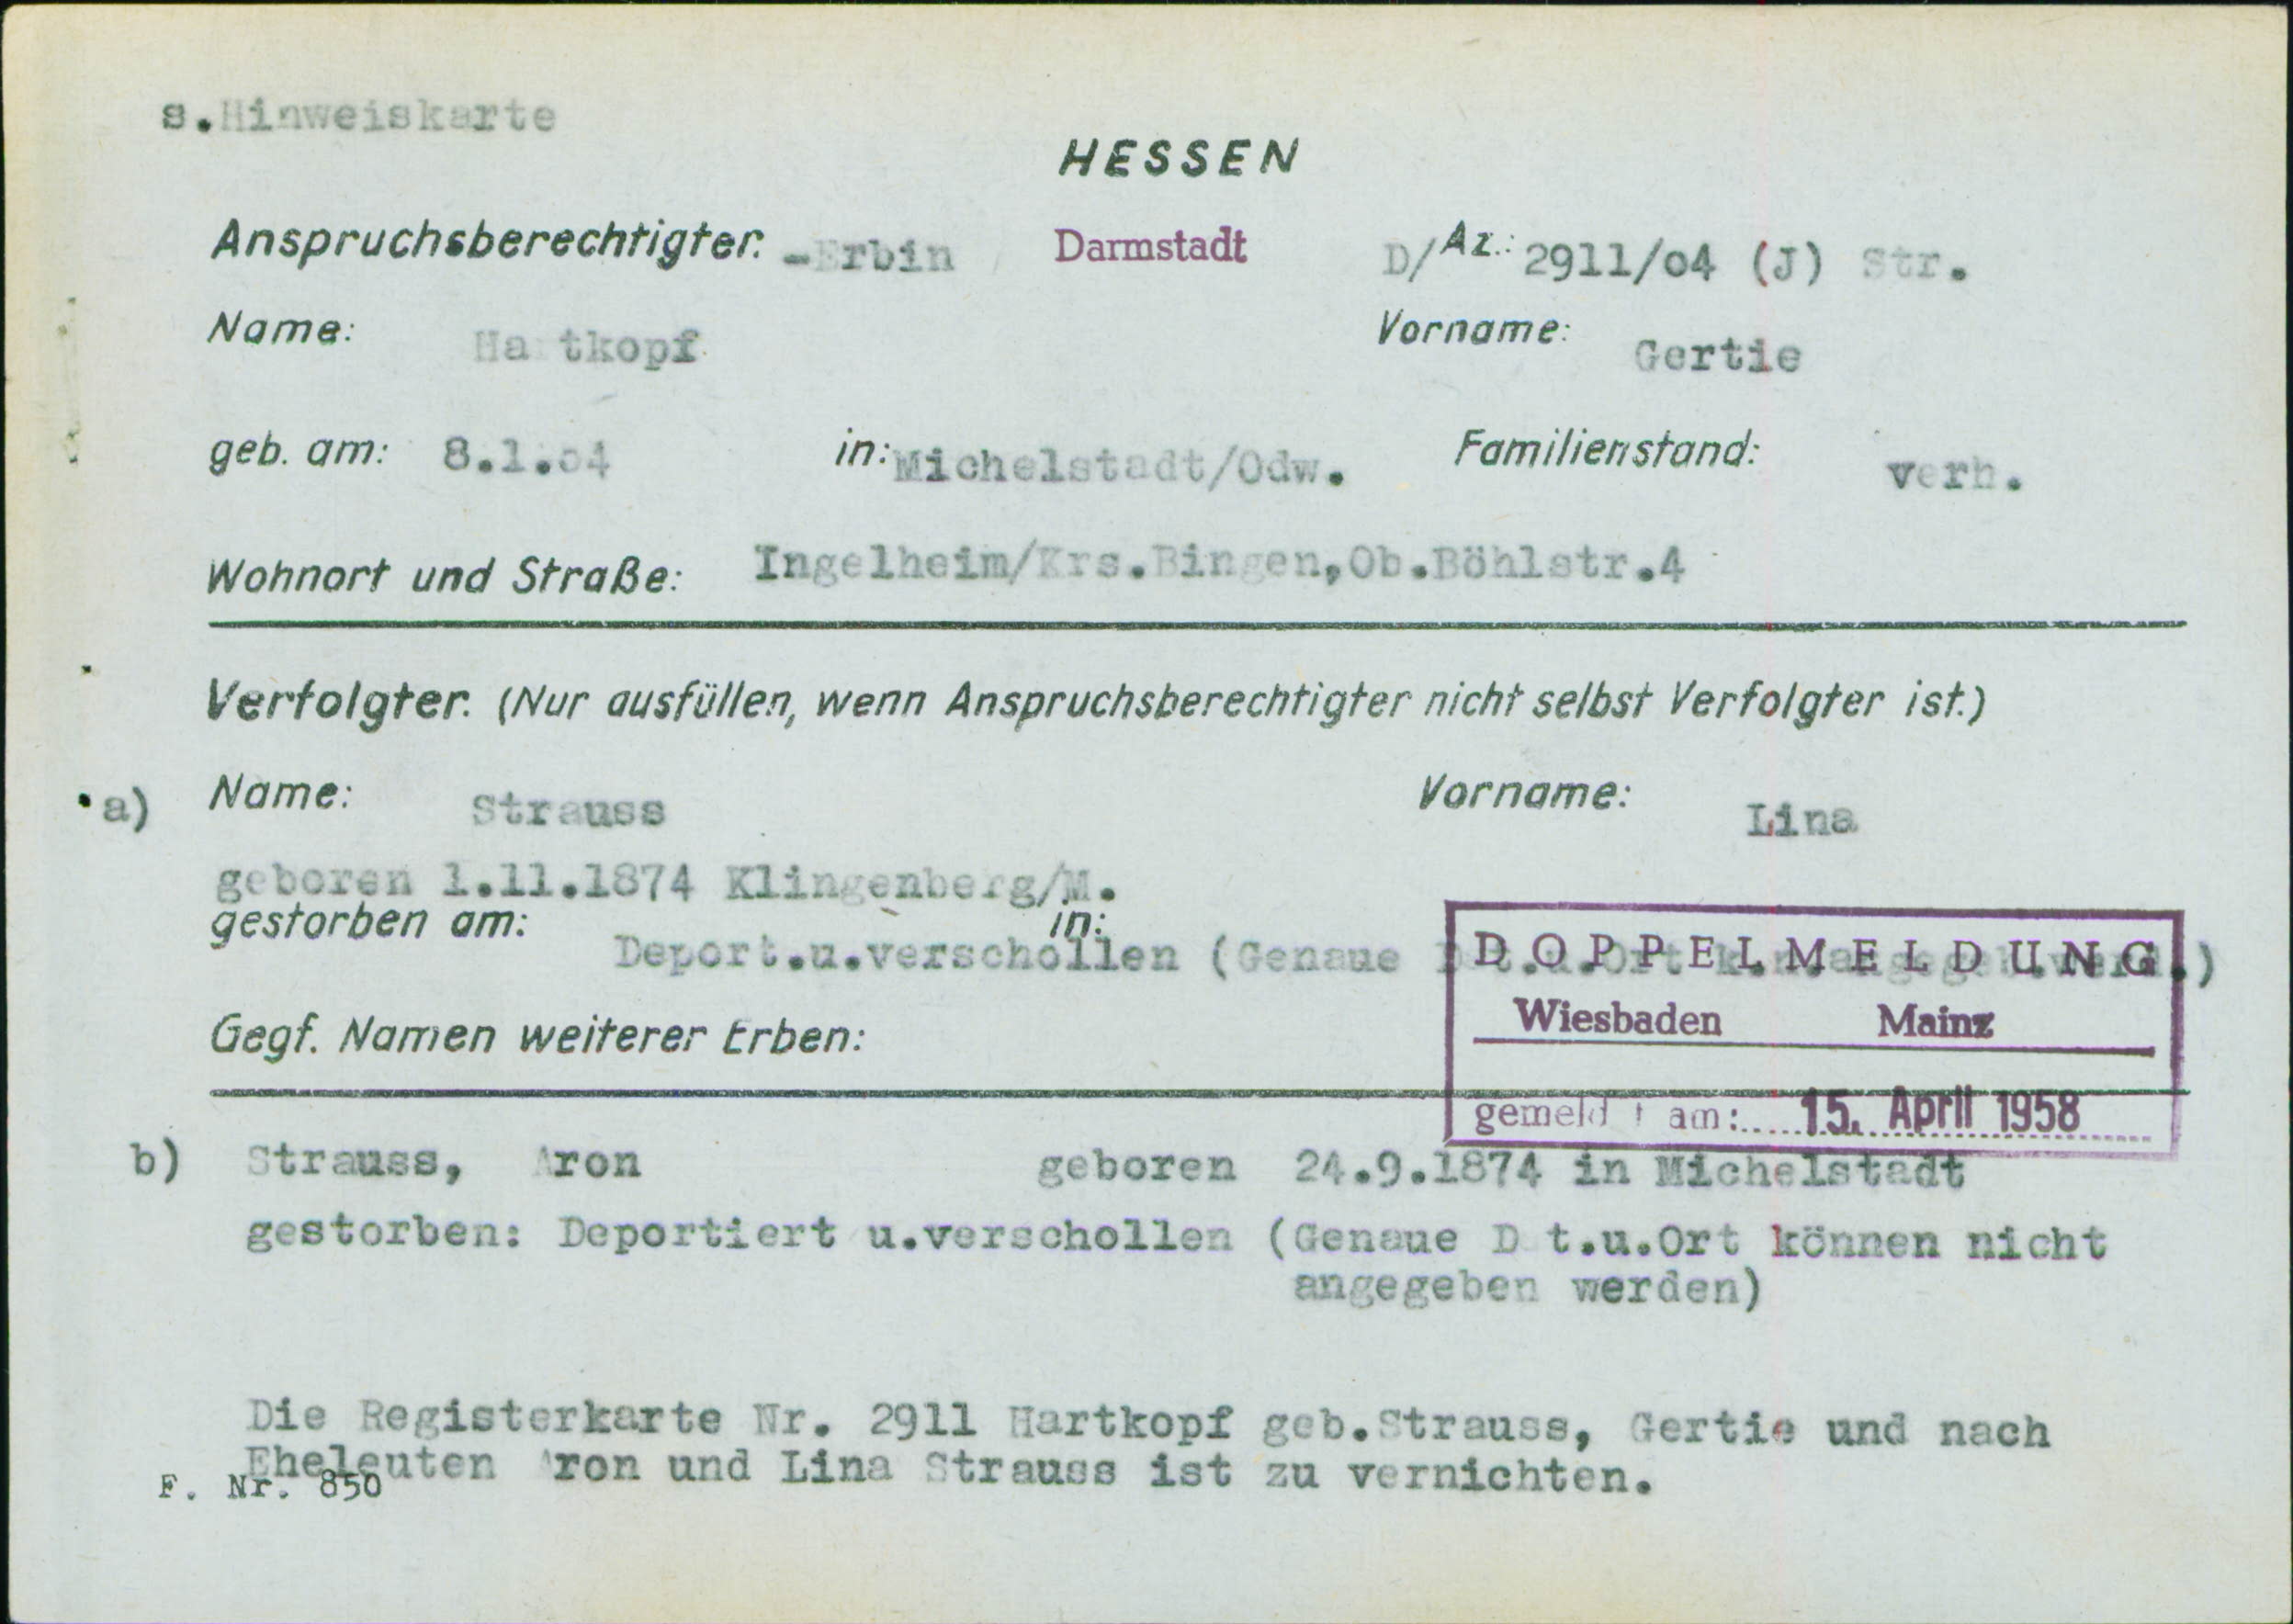 s.Hinweiskarte
HESSEN
Anspruchsberechtigter: -Erbin Darmstadt D/Az.: 2911/04 (J) Str.
Name: Hartkopf Vorname: Gertie
geb. am: 8.1.04 in: Michelstadt/Odw. Familienstand: verh.
Wohnort und Straße: Ingelheim/Krs.Bingen,Ob.Böhlstr.4
Verfolgter: (Nur ausfüllen, wenn Anspruchsberechtigter nicht selbst Verfolgter ist.)
a) Name: Strauss Vorname: Lina
geboren 1.11.1874 Klingenberg/M.
gestorben am: in:
Deport.u.verschollen (Genaue
DOPPELMELDUNG
Wiesbaden Mainz
Gegf. Namen weiterer Erben:
gemeldet am: 15. April 1958
b) Strauss, Aron geboren 24.9.1874 in Michelstadt
gestorben: Deportiert u.verschollen (Genaue Dat.u.Ort können nicht
angegeben werden)
Die Registerkarte Nr. 2911 Hartkopf geb.Strauss, Gertie und nach
Eheleuten Aron und Lina Strauss ist zu vernichten.
F. Nr. 850